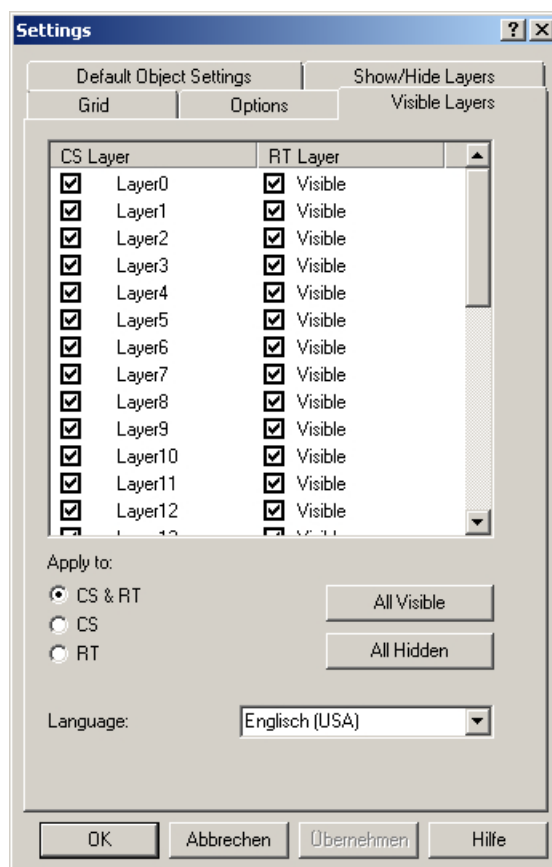 Settings
Default Object Settings Show/Hide Layers
Grid Options Visible Layers
CS Layer RT Layer
Layer0 Visible
Layer1 Visible
Layer2 Visible
Layer3 Visible
Layer4 Visible
Layer5 Visible
Layer6 Visible
Layer7 Visible
Layer8 Visible
Layer9 Visible
Layer10 Visible
Layer11 Visible
Layer12 Visible
Apply to:
CS & RT
All Visible
CS
RT
All Hidden
Language: Englisch (USA)
OK Abbrechen Übernehmen Hilfe